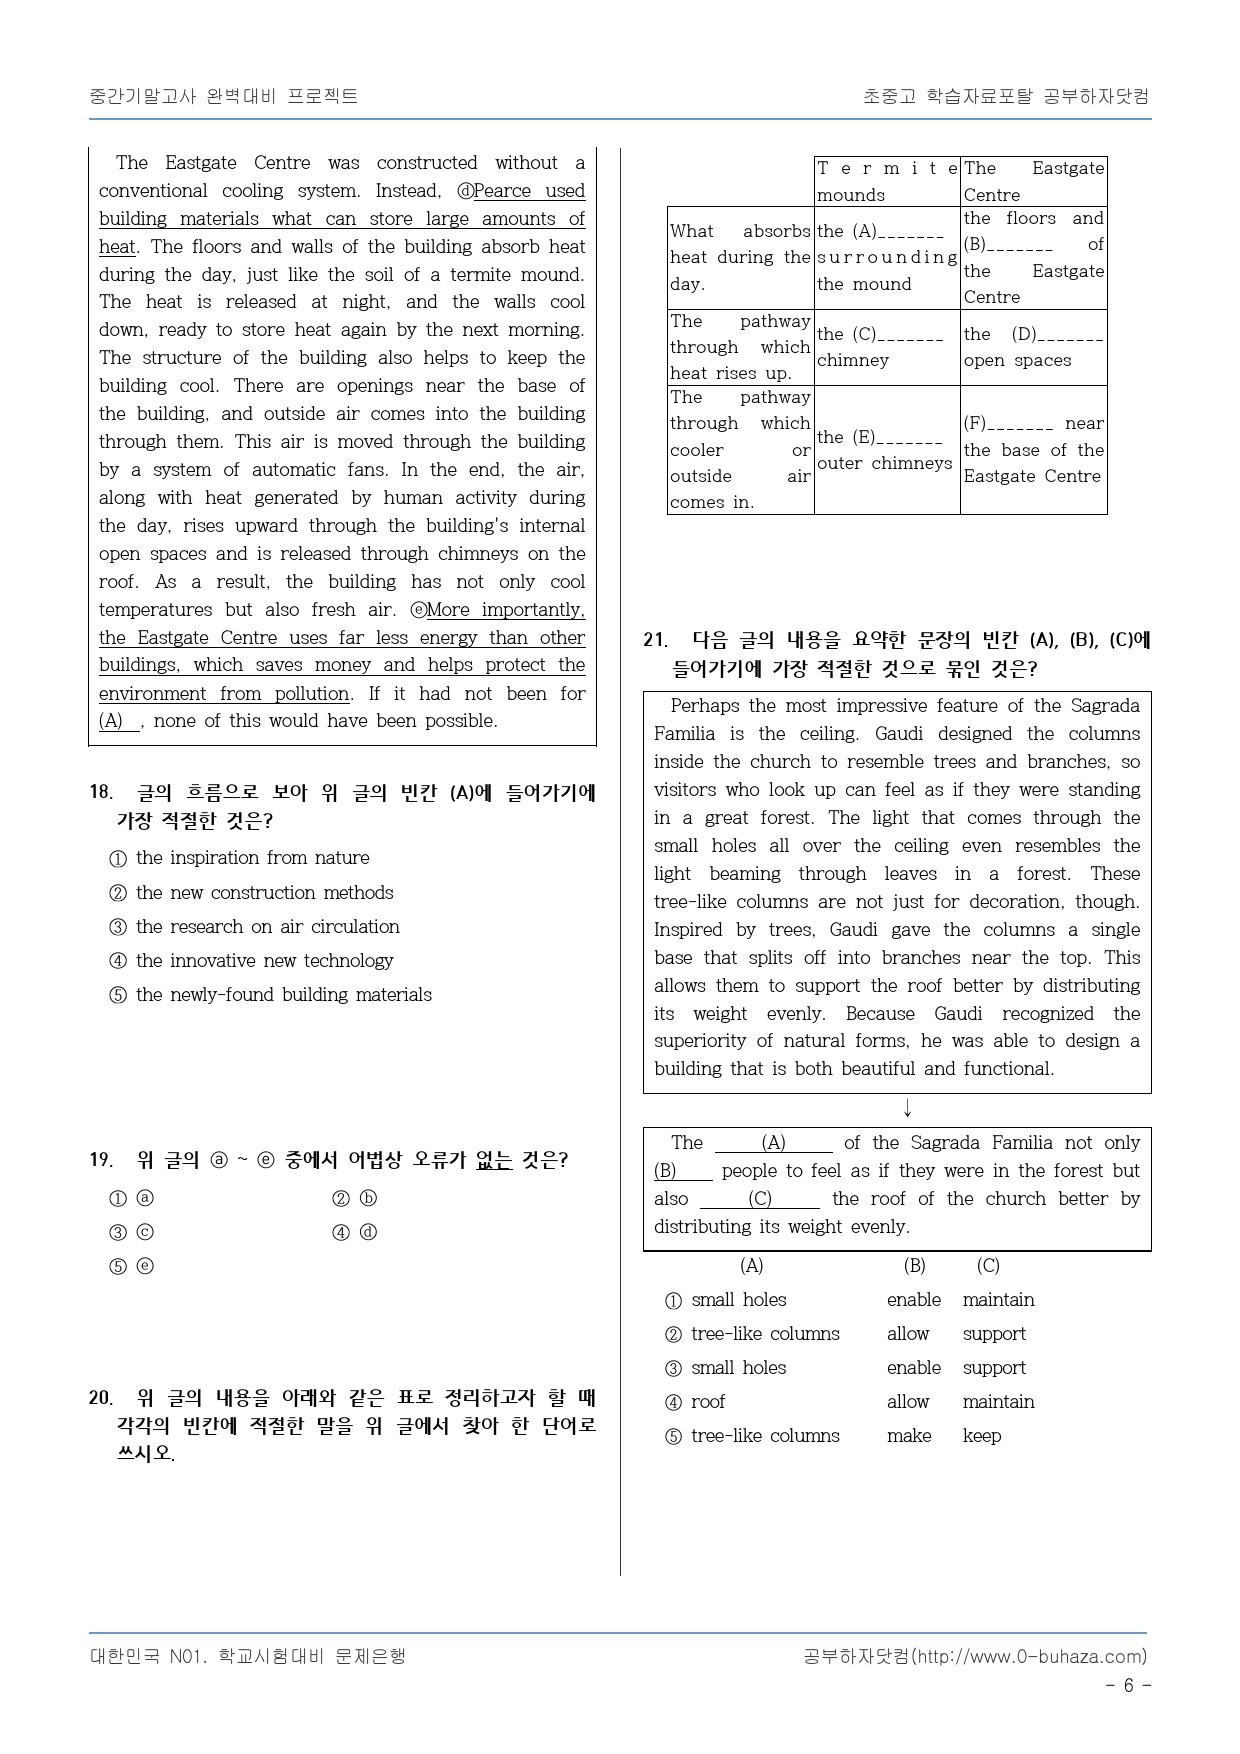 중간기말고사 완벽대비 프로젝트
초중고 학습자료포탈 공부하자닷컴
The Eastgate Centre was constructed without a
conventional cooling system. Instead, ⓓPearce used
building materials what can store large amounts of
heat. The floors and walls of the building absorb heat
during the day, just like the soil of a termite mound.
The heat is released at night, and the walls cool
down, ready to store heat again by the next morning.
The structure of the building also helps to keep the
building cool. There are openings near the base of
the building, and outside air comes into the building
through them. This air is moved through the building
by a system of automatic fans. In the end, the air,
along with heat generated by human activity during
the day, rises upward through the building's internal
open spaces and is released through chimneys on the
roof. As a result, the building has not only cool
temperatures but also fresh air. ⓔMore importantly,
the Eastgate Centre uses far less energy than other
buildings, which saves money and helps protect the
environment from pollution. If it had not been for
(A) , none of this would have been possible.
18. 글의 흐름으로 보아 위 글의 빈칸 (A)에 들어가기에
가장 적절한 것은?
① the inspiration from nature
② the new construction methods
③ the research on air circulation
④ the innovative new technology
⑤ the newly-found building materials
19. 위 글의 ⓐ ~ ⓔ 중에서 어법상 오류가 없는 것은?
① ⓐ ② ⓑ
③ ⓒ ④ ⓓ
⑤ ⓔ
20. 위 글의 내용을 아래와 같은 표로 정리하고자 할 때
각각의 빈칸에 적절한 말을 위 글에서 찾아 한 단어로
쓰시오.
Termite
mounds
The Eastgate
Centre
What absorbs
heat during the
day.
the (A)_______
surrounding
the mound
the floors and
(B)_______ of
the Eastgate
Centre
The pathway
through which
heat rises up.
the (C)_______
chimney
the (D)_______
open spaces
The pathway
through which
cooler or
outside air
comes in.
the (E)_______
outer chimneys
(F)_______ near
the base of the
Eastgate Centre
21. 다음 글의 내용을 요약한 문장의 빈칸 (A), (B), (C)에
들어가기에 가장 적절한 것으로 묶인 것은?
Perhaps the most impressive feature of the Sagrada
Familia is the ceiling. Gaudi designed the columns
inside the church to resemble trees and branches, so
visitors who look up can feel as if they were standing
in a great forest. The light that comes through the
small holes all over the ceiling even resembles the
light beaming through leaves in a forest. These
tree-like columns are not just for decoration, though.
Inspired by trees, Gaudi gave the columns a single
base that splits off into branches near the top. This
allows them to support the roof better by distributing
its weight evenly. Because Gaudi recognized the
superiority of natural forms, he was able to design a
building that is both beautiful and functional.
↓
The (A) of the Sagrada Familia not only
(B) people to feel as if they were in the forest but
also (C) the roof of the church better by
distributing its weight evenly.
(A) (B) (C)
① small holes enable maintain
② tree-like columns allow support
③ small holes enable support
④ roof allow maintain
⑤ tree-like columns make keep
대한민국 N01. 학교시험대비 문제은행
공부하자닷컴(http://www.0-buhaza.com)
- 6 -